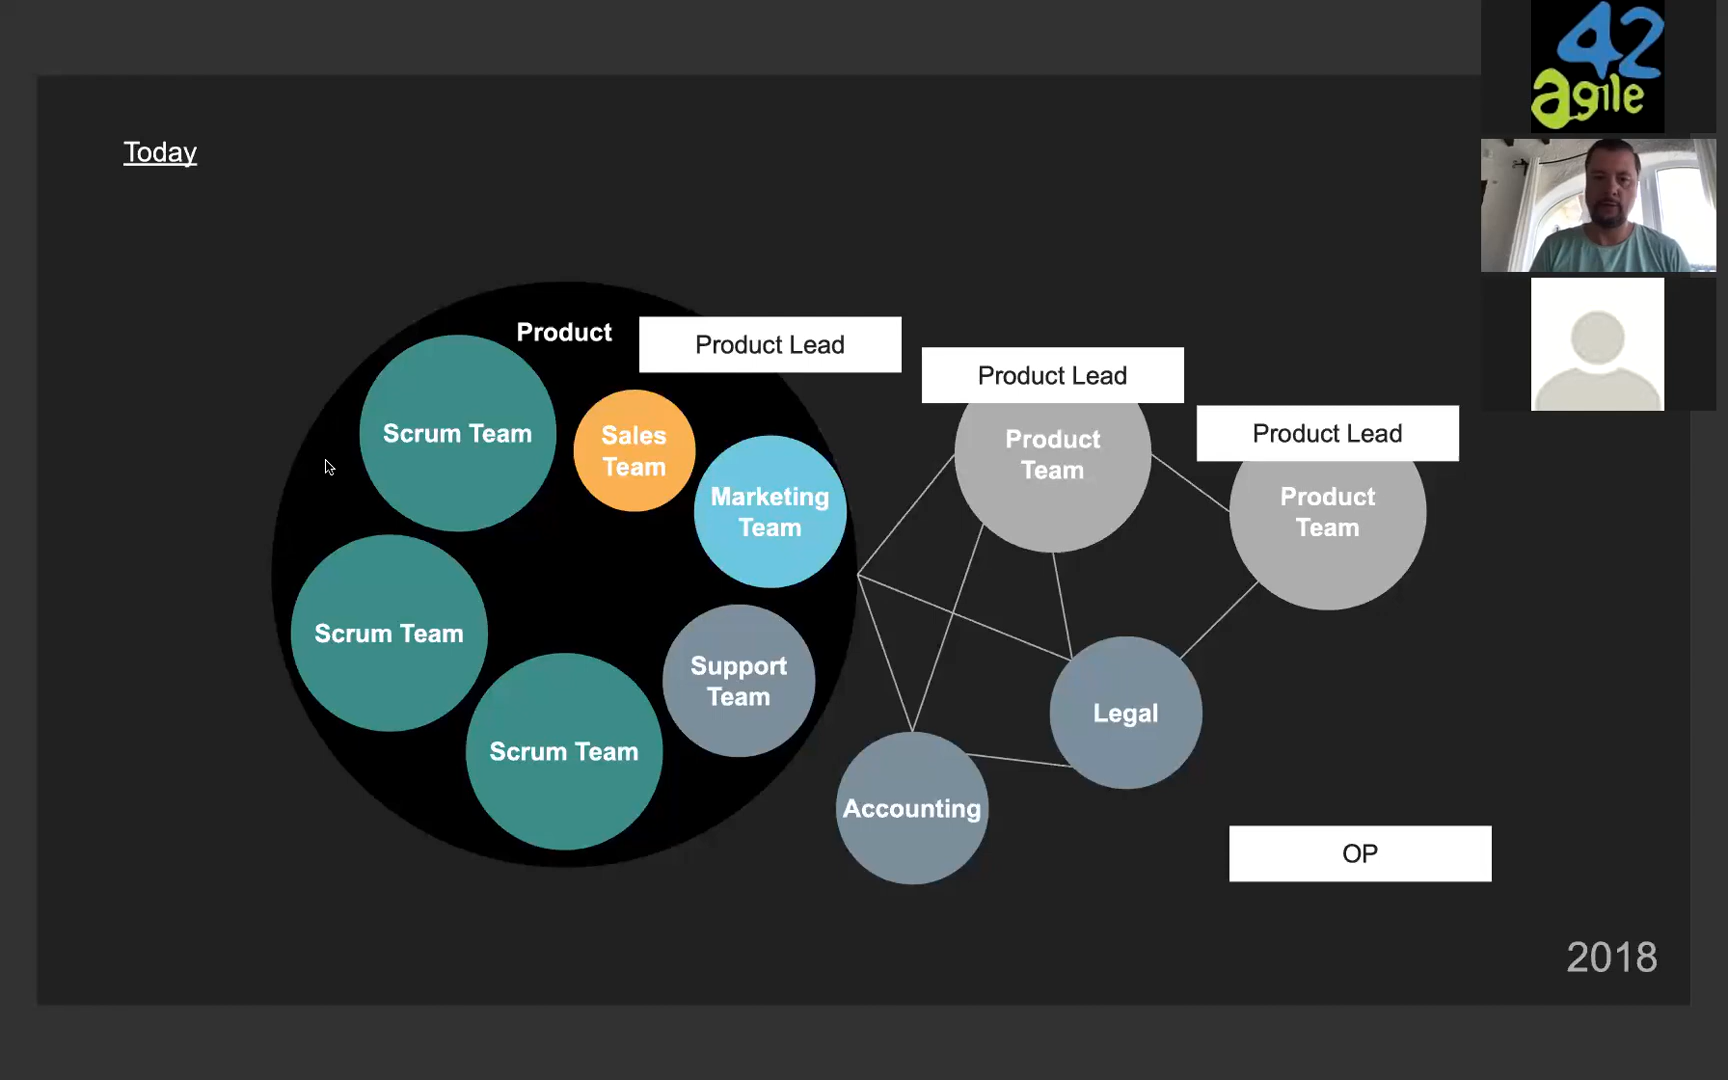 42
agile
Today
Product
Product Lead
Product Lead
Product Lead
Scrum Team
Sales
Team
Marketing
Team
Product
Team
Product
Team
Scrum Team
Support
Team
Scrum Team
Legal
Accounting
OP
2018